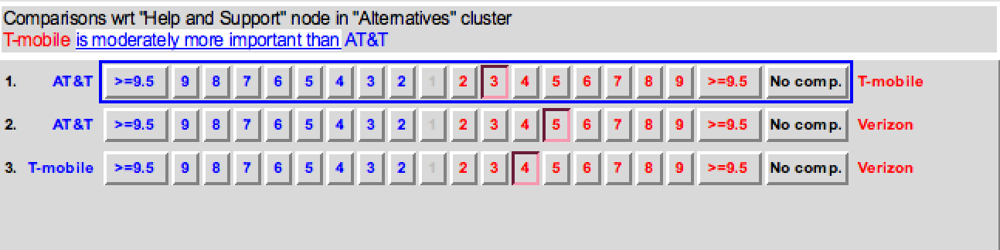 Comparisons wrt "Help and Support" node in "Alternatives" cluster
T-mobile is moderately more important than AT&T
1. AT&T >=9.5 9 8 7 6 5 4 3 2 1 2 3 4 5 6 7 8 9 >=9.5 No comp. T-mobile
2. AT&T >=9.5 9 8 7 6 5 4 3 2 1 2 3 4 5 6 7 8 9 >=9.5 No comp. Verizon
3. T-mobile >=9.5 9 8 7 6 5 4 3 2 1 2 3 4 5 6 7 8 9 >=9.5 No comp. Verizon